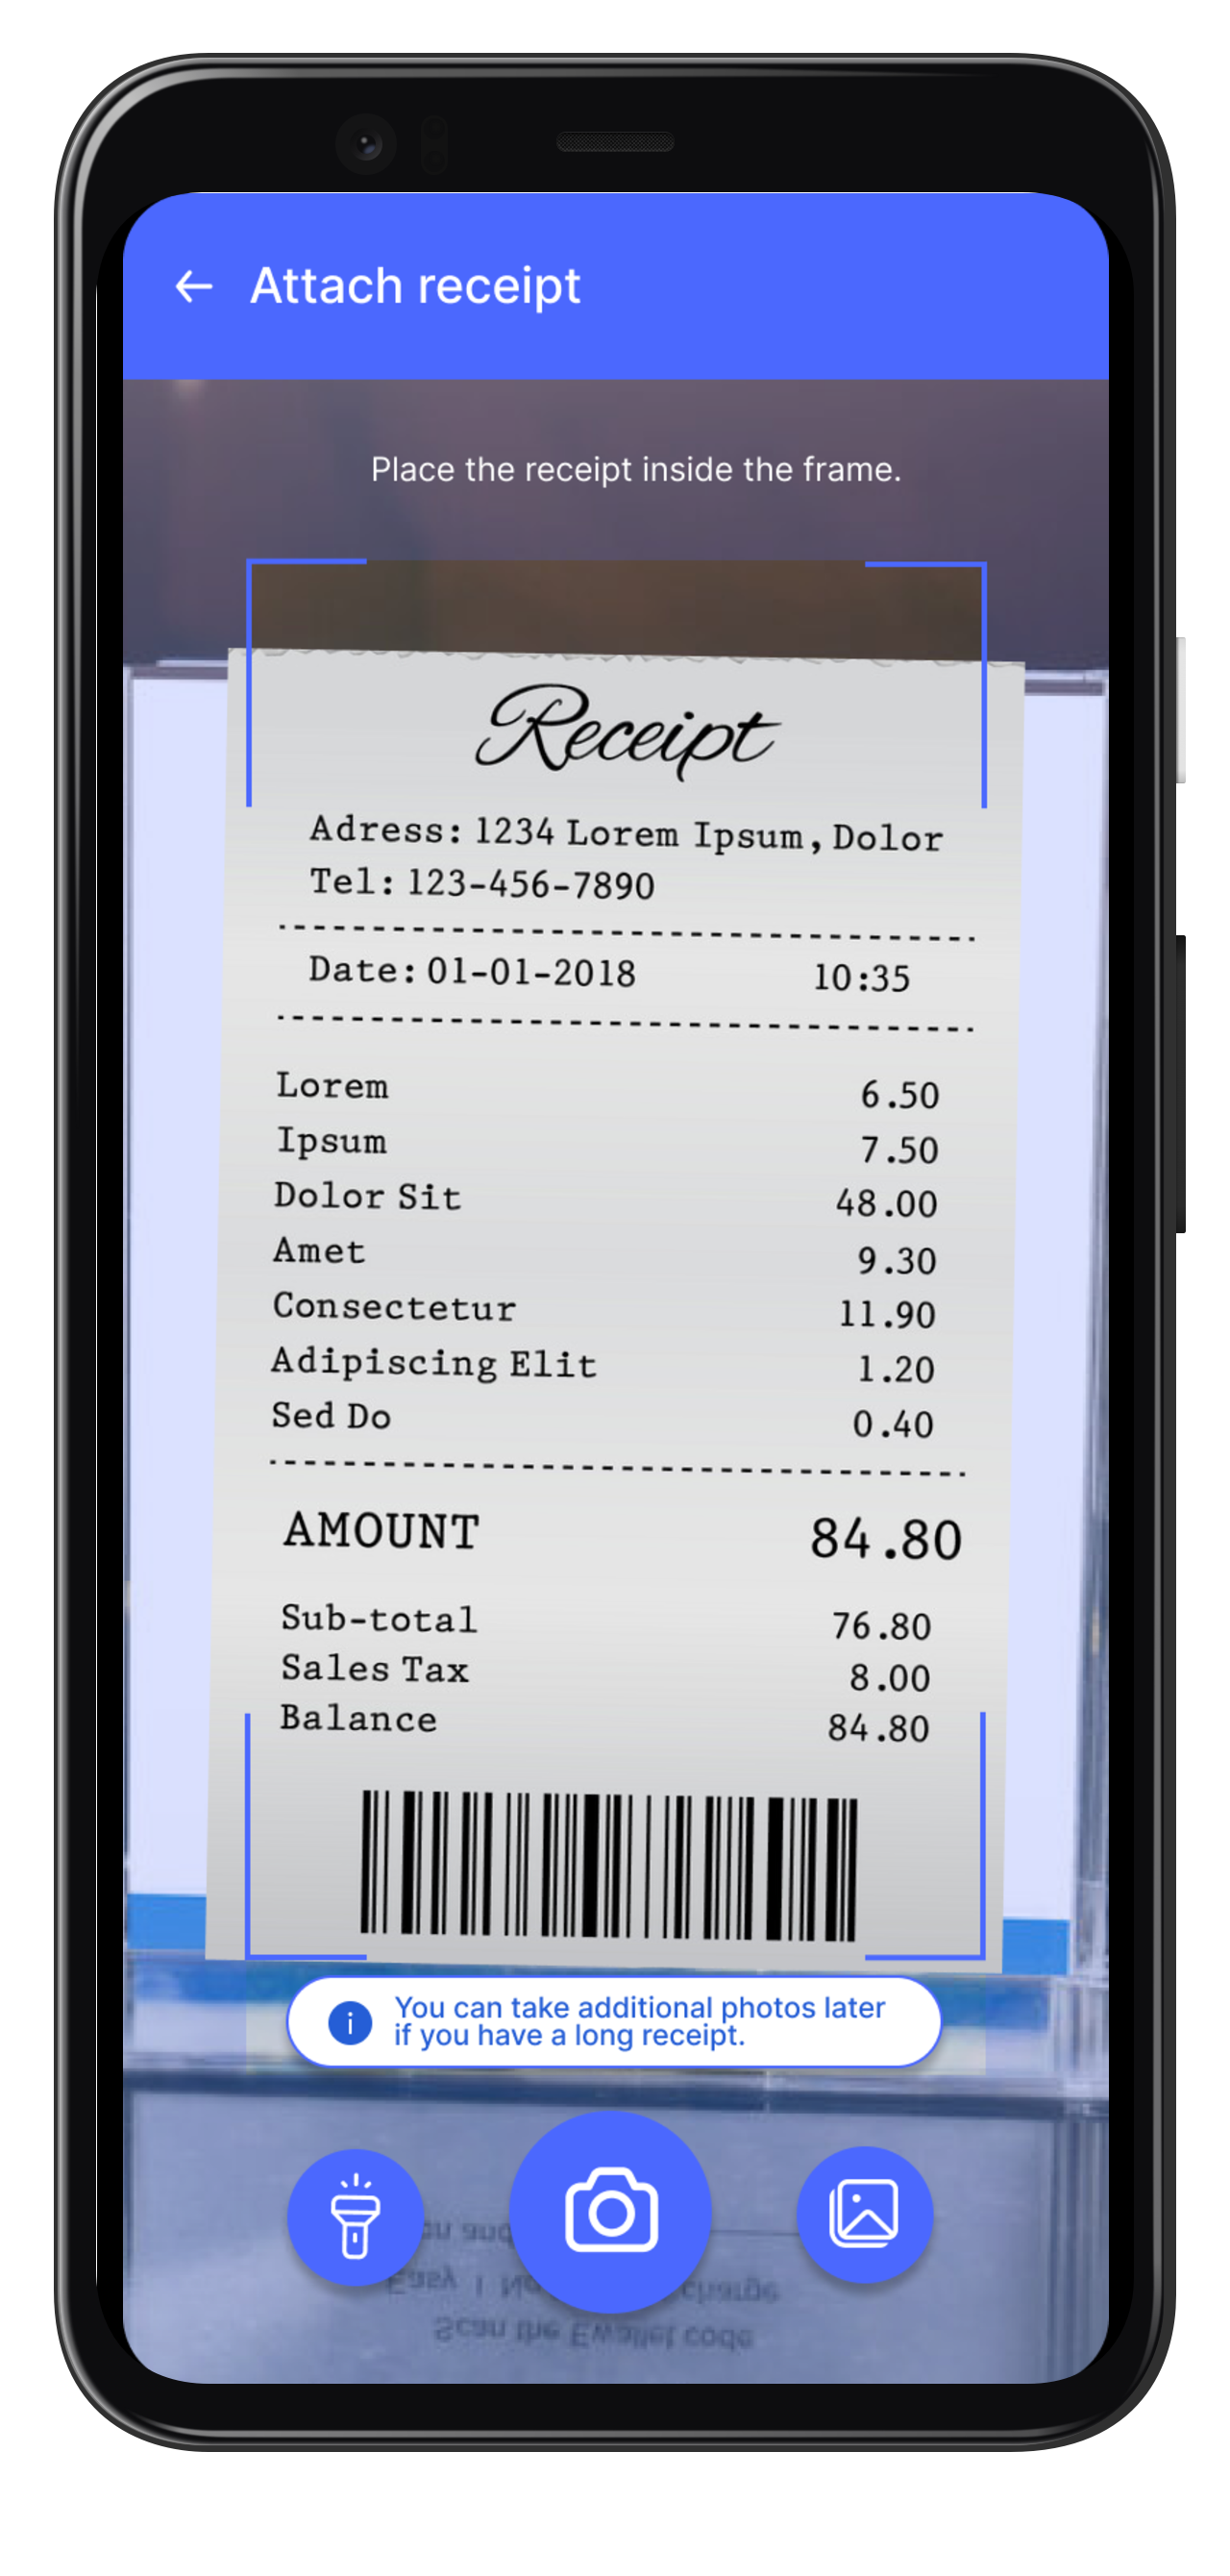 Attach receipt
Place the receipt inside the frame.
Receipt
Adress: 1234 Lorem Ipsum, Dolor
Tel: 123-456-7890
Date: 01-01-2018 10:35
Lorem 6.50
Ipsum 7.50
Dolor Sit 48.00
Amet 9.30
Consectetur 11.90
Adipiscing Elit 1.20
Sed Do 0.40
AMOUNT 84.80
Sub-total 76.80
Sales Tax 8.00
Balance 84.80
You can take additional photos later
if you have a long receipt.
Easy
charge
Scan the Ewallet code